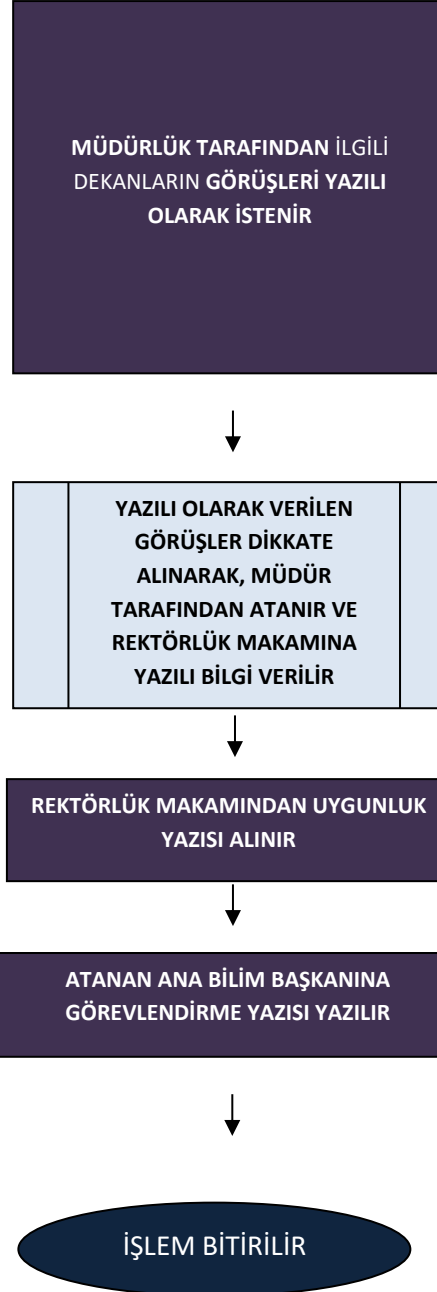 MÜDÜRLÜK TARAFINDAN İLGİLİ
DEKANLARIN GÖRÜŞLERİ YAZILI
OLARAK İSTENİR
YAZILI OLARAK VERİLEN
GÖRÜŞLER DİKKATE
ALINARAK, MÜDÜR
TARAFINDAN ATANIR VE
REKTÖRLÜK MAKAMINA
YAZILI BİLGİ VERİLİR
REKTÖRLÜK MAKAMINDAN UYGUNLUK
YAZISI ALINIR
ATANAN ANA BİLİM BAŞKANINA
GÖREVLENDİRME YAZISI YAZILIR
İŞLEM BİTİRİLİR